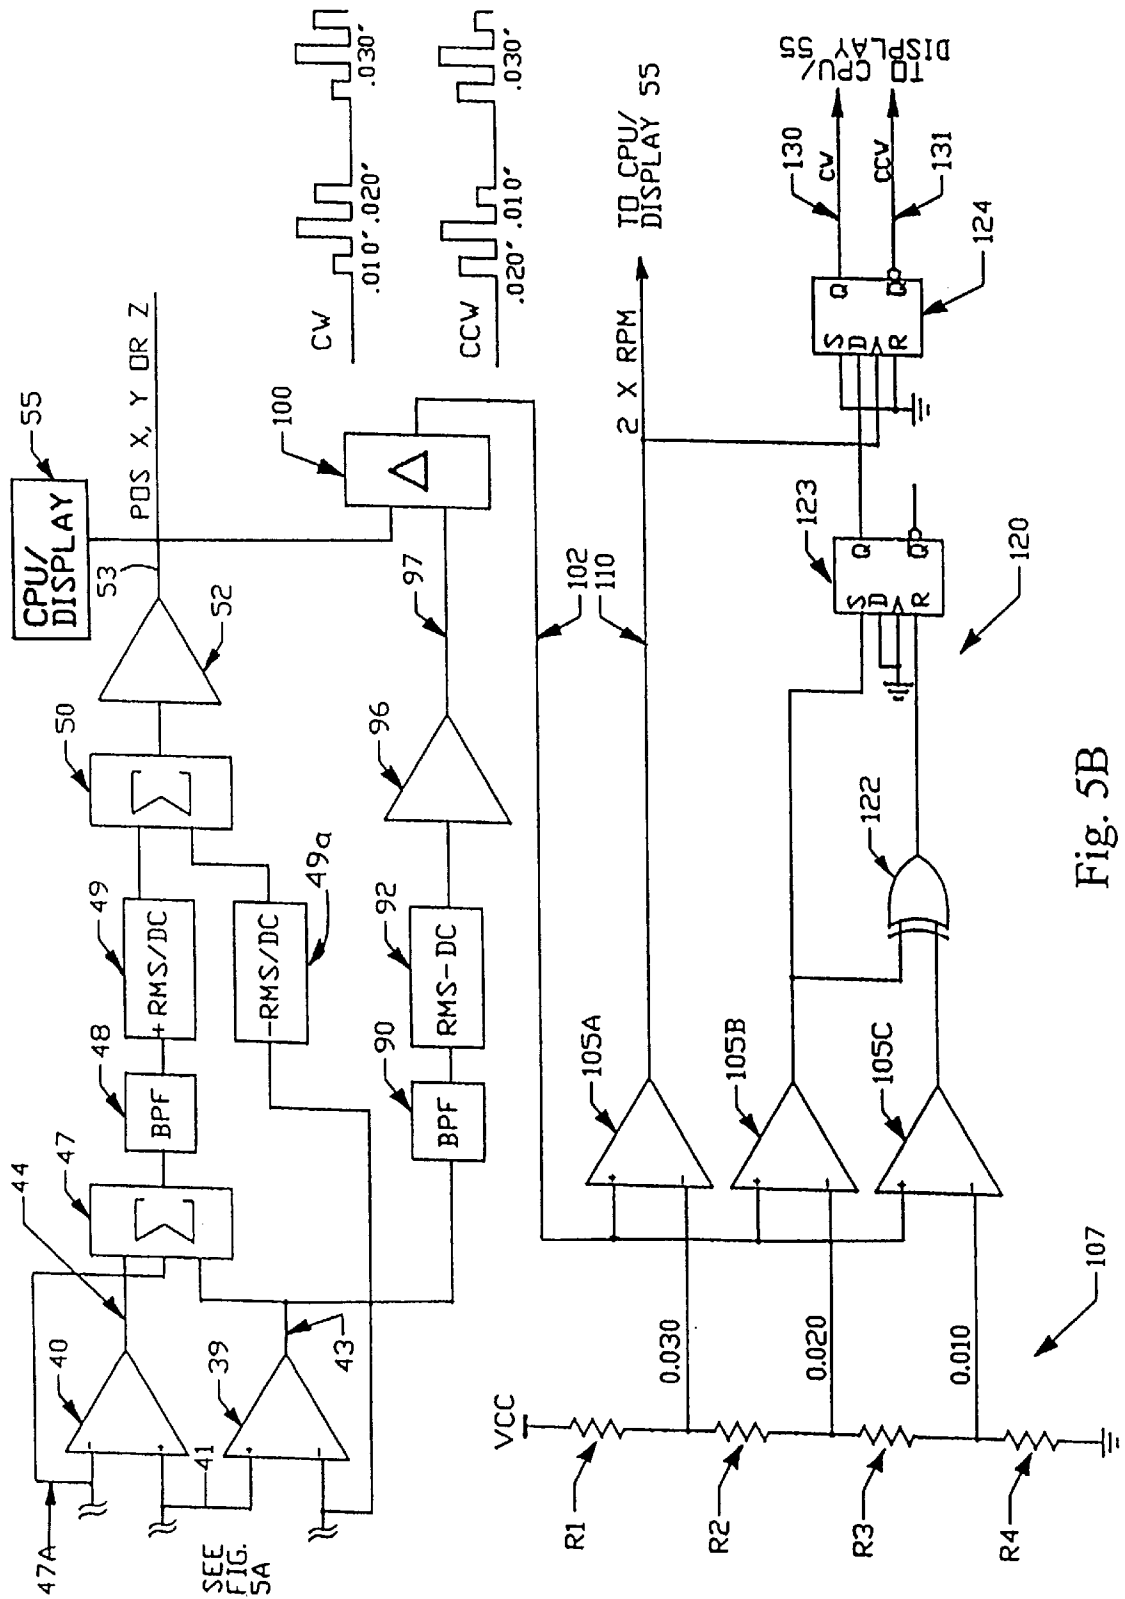 47A
SEE
FIG.
5A
40
44
47
Σ
BPF
48
+RMS/DC
49
-RMS/DC
49a
50
Σ
52
53
CPU/
DISPLAY
55
POS X, Y OR Z
41
39
43
BPF
90
RMS-DC
92
96
97
Δ
100
102
110
CW
.010" .020"
.030"
CCW
.020" .010"
.030"
VCC
R1
R2
R3
R4
0.030
0.020
0.010
107
105A
105B
105C
+
-
+
-
+
-
2 X RPM
TO CPU/
DISPLAY 55
122
120
123
S
D
R
Q
Q
124
S
D
R
Q
Q
130
CW
CCW
131
TO CPU/
DISPLAY 55
Fig. 5B